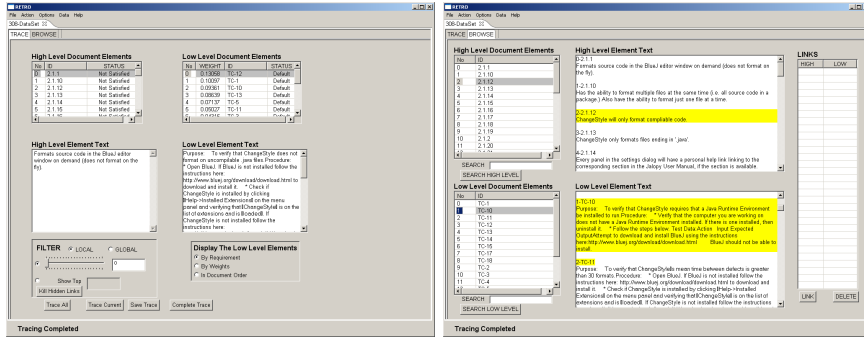 RETRO
File Action Options Data Help
308-DataSet
TRACE BROWSE
High Level Document Elements
No ID STATUS
0 2.1.1 Not Satisfied
1 2.1.10 Not Satisfied
2 2.1.12 Not Satisfied
3 2.1.13 Not Satisfied
4 2.1.14 Not Satisfied
5 2.1.15 Not Satisfied
Low Level Document Elements
No WEIGHT ID STATUS
0 0.13058 TC-12 Default
1 0.10097 TC-1 Default
2 0.09361 TC-10 Default
3 0.08639 TC-13 Default
4 0.07137 TC-5 Default
5 0.05027 TC-11 Default
High Level Element Text
Formats source code in the BlueJ editor
window on demand (does not format on the
fly).
Low Level Element Text
Purpose: To verify that ChangeStyle does not
format on uncompilable .java files.Procedure:
* Open BlueJ. If BlueJ is not installed follow the
instructions here:
http://www.bluej.org/download/download.html to
download and install it. * Check if
ChangeStyle is installed by clicking
Help->Installed Extensions on the menu
panel and verifying that ChangeStyle is on the
list of extensions and is loaded. If
ChangeStyle is not installed follow the
instructions
FILTER LOCAL GLOBAL
0
Show Top
Kill Hidden Links
Display The Low Level Elements
By Requirement
By Weights
In Document Order
Trace All Trace Current Save Trace Complete Trace
Tracing Completed
RETRO
File Action Options Data Help
308-DataSet
TRACE BROWSE
High Level Document Elements
No ID
0 2.1.1
1 2.1.10
2 2.1.12
3 2.1.13
4 2.1.14
5 2.1.15
6 2.1.16
7 2.1.17
8 2.1.18
9 2.1.19
10 2.1.2
11 2.1.20
SEARCH
SEARCH HIGH LEVEL
High Level Element Text
0-2.1.1
Formats source code in the BlueJ editor window on demand (does not format on
the fly).
1-2.1.10
Has the ability to format multiple files at the same time (i.e. all source code in a
package.) Also have the ability to format just one file at a time.
2-2.1.12
ChangeStyle will only format compliable code.
3-2.1.13
ChangeStyle only formats files ending in '.java'.
4-2.1.14
Every panel in the settings dialog will have a personal help link linking to the
corresponding section in the Jalopy User Manual, if the section is available.
LINKS
HIGH LOW
Low Level Document Elements
No ID
0 TC-1
1 TC-10
2 TC-11
3 TC-12
4 TC-13
5 TC-14
6 TC-15
7 TC-16
8 TC-17
9 TC-18
9 TC-2
10 TC-3
11 TC-4
SEARCH
SEARCH LOW LEVEL
Low Level Element Text
1-TC-10
Purpose: To verify that ChangeStyle requires that a Java Runtime Environment
be installed to run.Procedure: * Verify that the computer you are working on
does not have a Java Runtime Environment installed. If there is one installed, then
uninstall it. * Follow the steps below: Test Data Action Input Expected
OutputAttempt to download and install BlueJ using the instructions
here:http://www.bluej.org/download/download.html BlueJ should not be able to
install.
2-TC-11
Purpose: To verify that ChangeStyle's mean time between defects is greater
than 30 formats.Procedure: * Open BlueJ. If BlueJ is not installed follow the
instructions here: http://www.bluej.org/download/download.html to download and
install it. * Check if ChangeStyle is installed by clicking Help->Installed
Extensions on the menu panel and verifying that ChangeStyle is on the list of
extensions and is loaded. If ChangeStyle is not installed follow the instructions
LINK DELETE
Tracing Completed